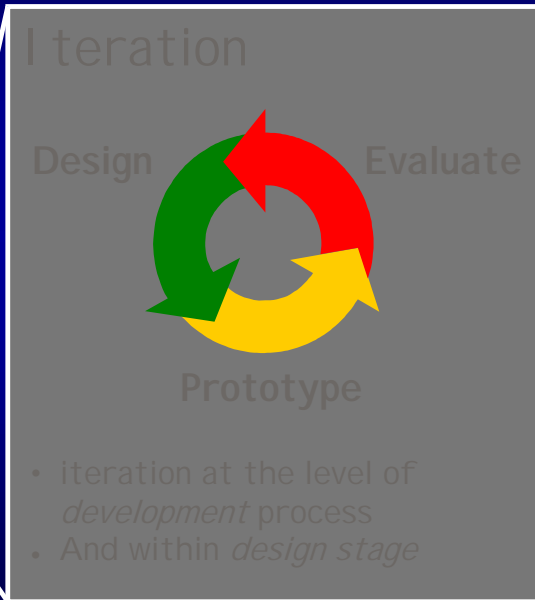 Iteration
Design
Evaluate
Prototype
• iteration at the level of
development process
• And within design stage